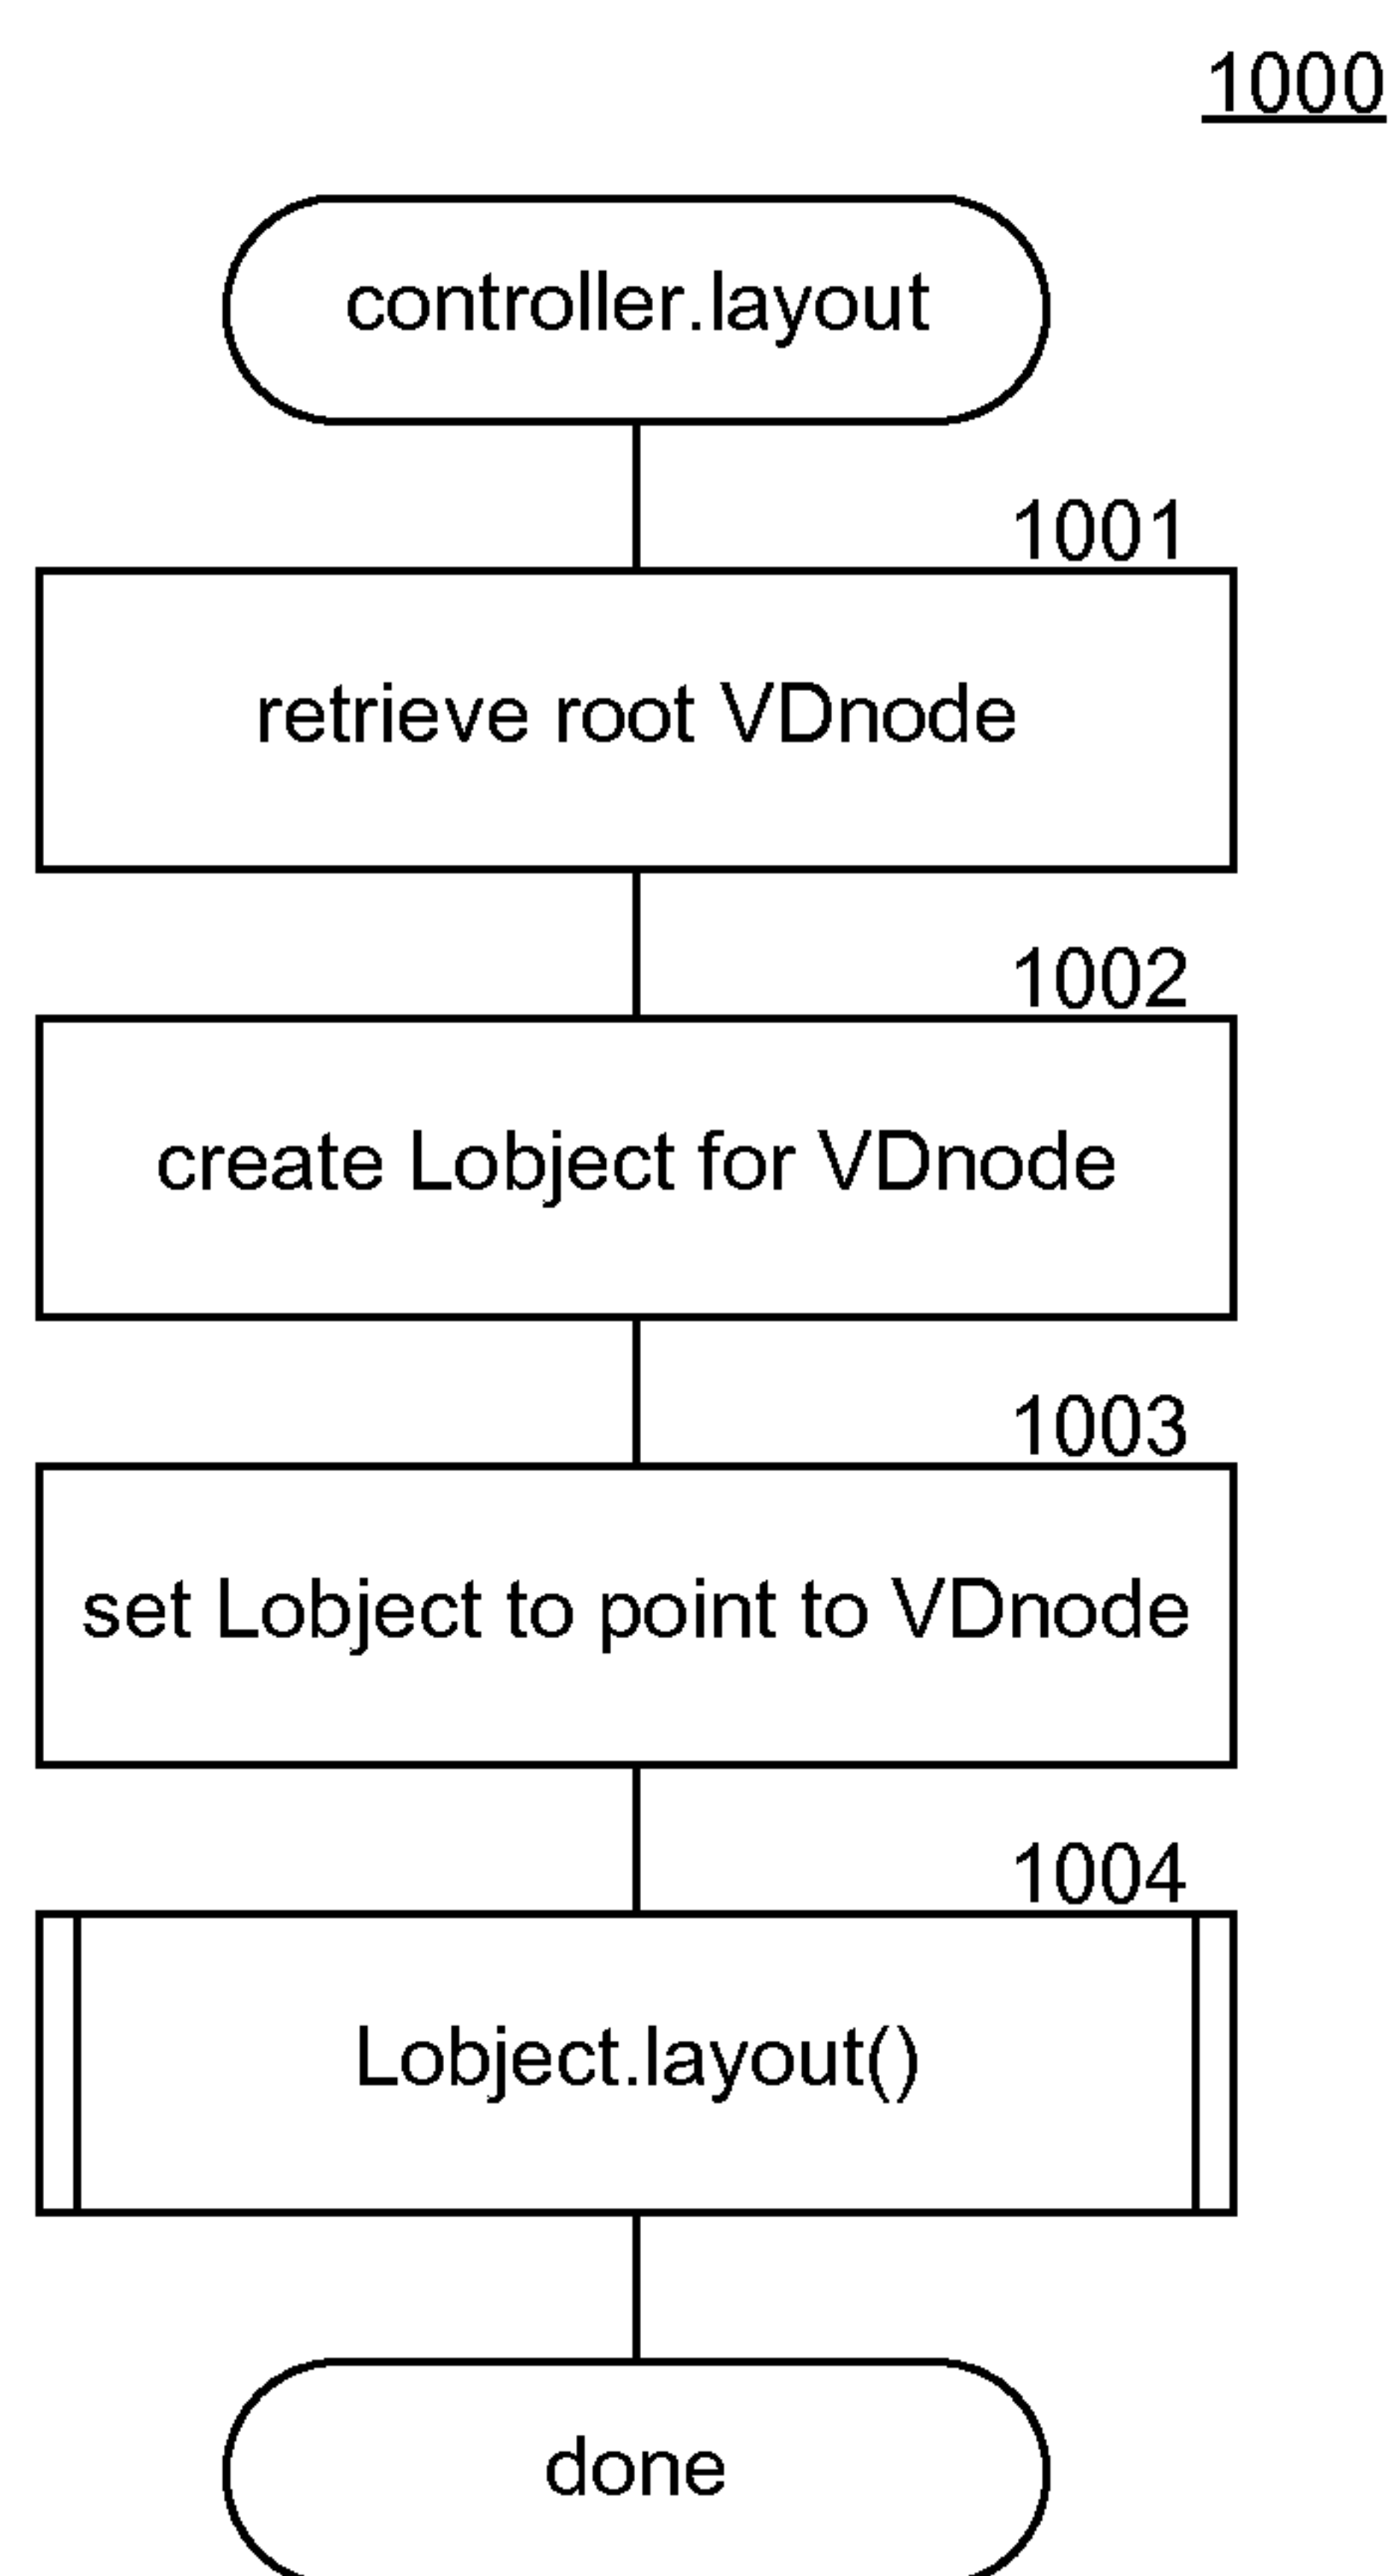 1000
controller.layout
1001
retrieve root VDnode
1002
create Lobject for VDnode
1003
set Lobject to point to VDnode
1004
Lobject.layout()
done